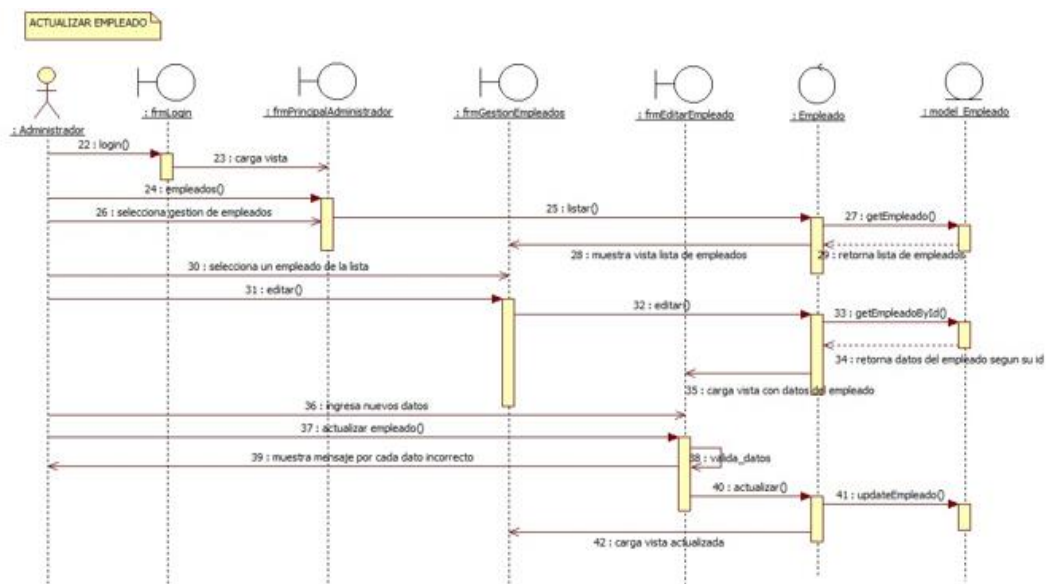 ACTUALIZAR EMPLEADO
: Administrador
: frmLogin
: frmPrincipalAdministrador
: frmGestionEmpleados
: frmEditarEmpleado
: Empleado
: model_Empleado
22 : login()
23 : carga vista
24 : empleados()
25 : listar()
26 : selecciona gestion de empleados
27 : getEmpleado()
28 : muestra vista lista de empleados
29 : retorna lista de empleados
30 : selecciona un empleado de la lista
31 : editar()
32 : editar()
33 : getEmpleadoById()
34 : retorna datos del empleado segun su id
35 : carga vista con datos del empleado
36 : ingresa nuevos datos
37 : actualizar empleado()
38 : valida_datos
39 : muestra mensaje por cada dato incorrecto
40 : actualizar()
41 : updateEmpleado()
42 : carga vista actualizada